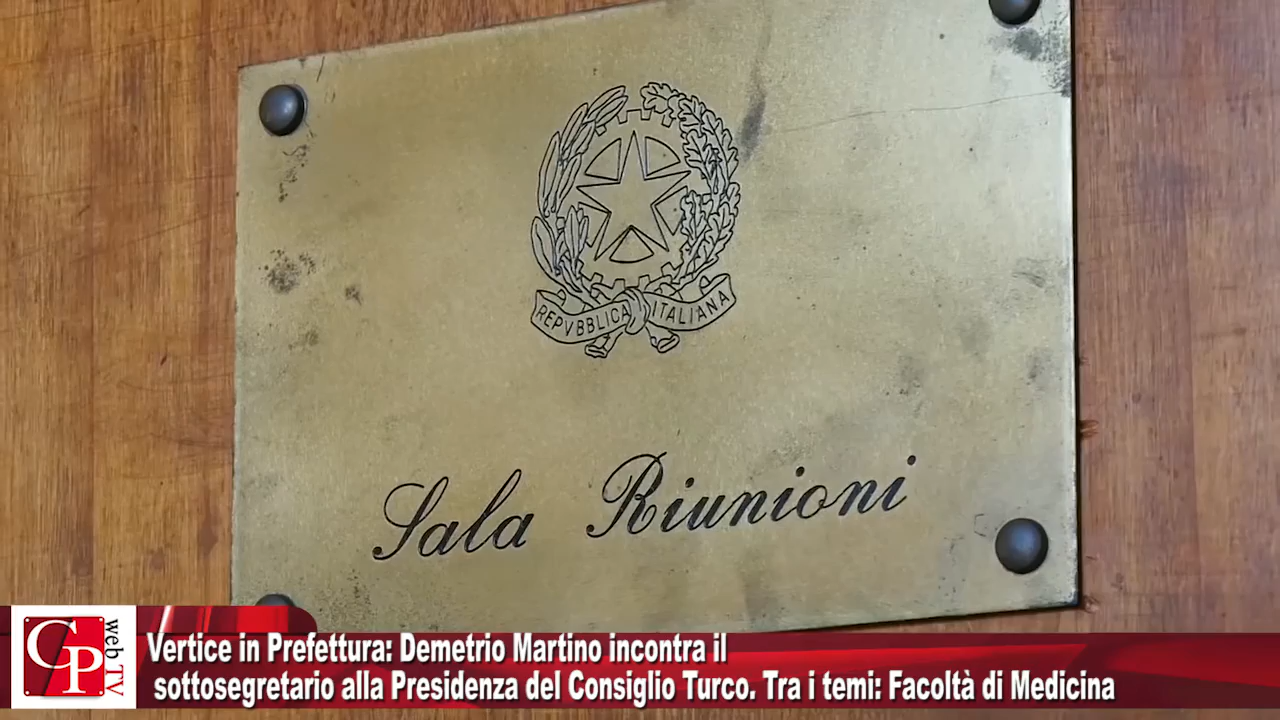 REPVBBLICA ITALIANA
Sala Riunioni
CP
web TV
Vertice in Prefettura: Demetrio Martino incontra il
sottosegretario alla Presidenza del Consiglio Turco. Tra i temi: Facoltà di Medicina